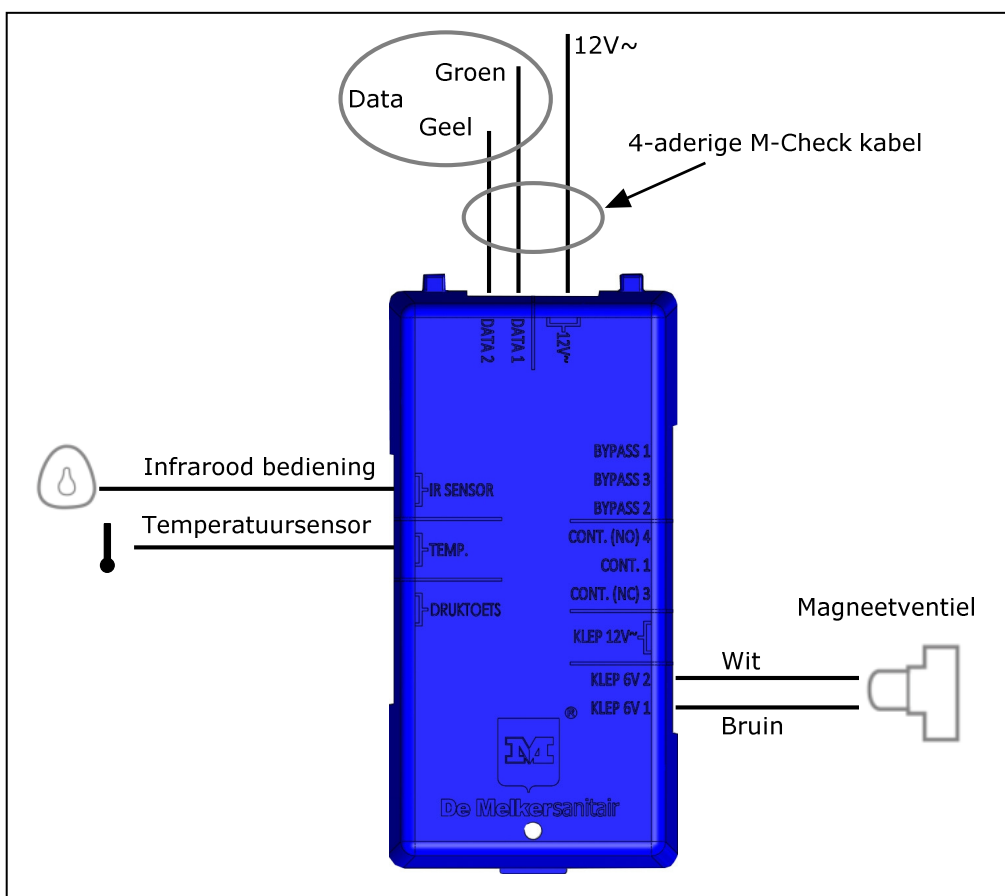 12V~
Groen
Data
Geel
4-aderige M-Check kabel
DATA 2
DATA 1
12V~
BYPASS 1
Infrarood bediening
BYPASS 3
IR SENSOR
BYPASS 2
Temperatuursensor
CONT. (NO) 4
TEMP.
CONT. 1
CONT. (NC) 3
DRUKTOETS
Magneetventiel
KLEP 12V~
Wit
KLEP 6V 2
KLEP 6V 1
Bruin
®
M
De Melkersanitair